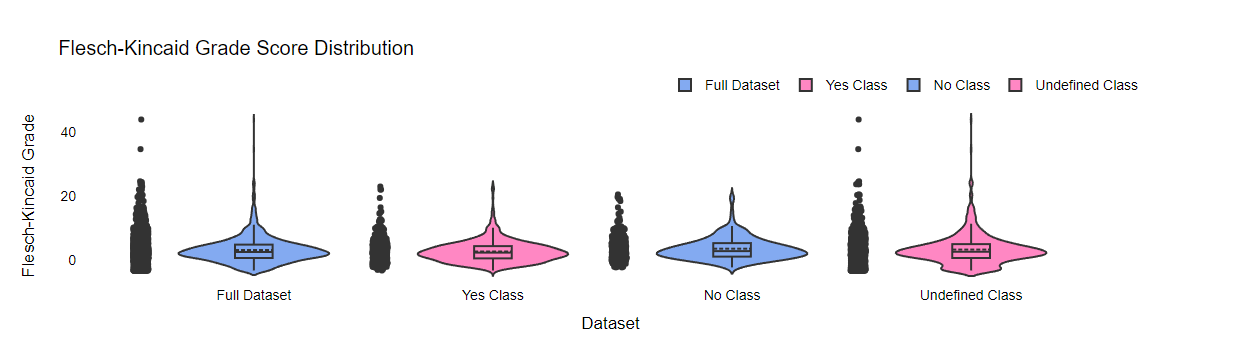 Flesch-Kincaid Grade Score Distribution
Full Dataset Yes Class No Class Undefined Class
Flesch-Kincaid Grade
40
20
0
Full Dataset Yes Class No Class Undefined Class
Dataset